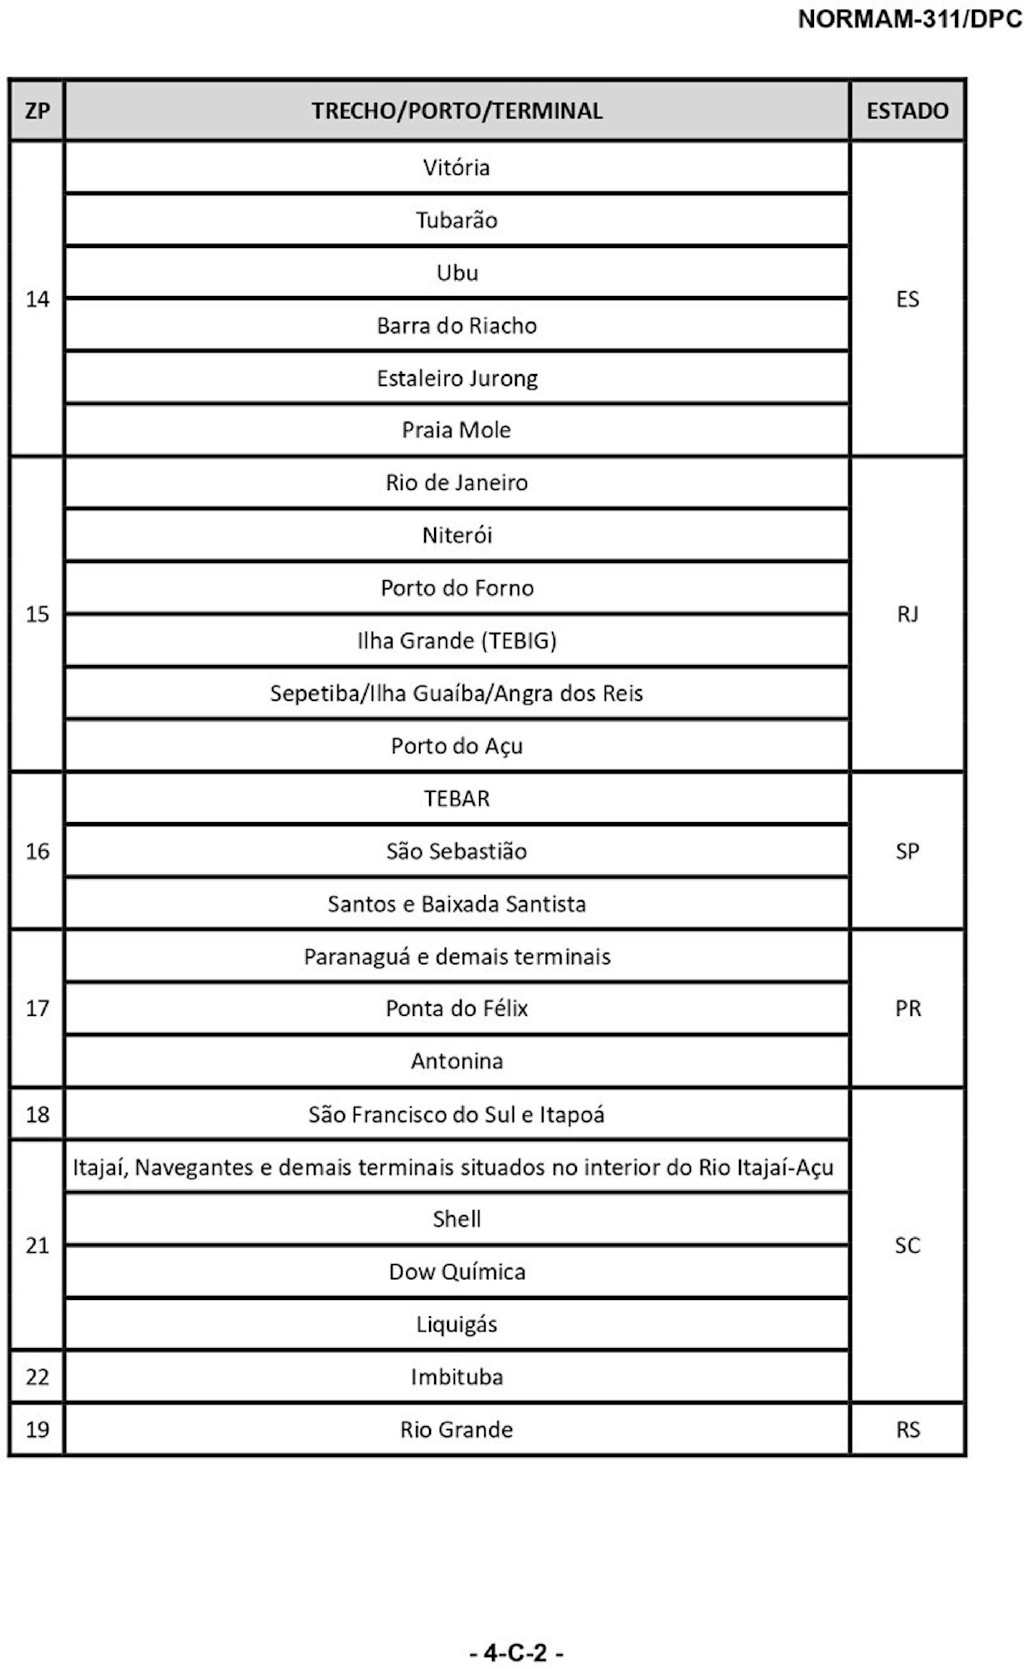 NORMAM-311/DPC
ZP TRECHO/PORTO/TERMINAL ESTADO
Vitória
Tubarão
Ubu
14 ES
Barra do Riacho
Estaleiro Jurong
Praia Mole
Rio de Janeiro
Niterói
Porto do Forno
15 RJ
Ilha Grande (TEBIG)
Sepetiba/Ilha Guaíba/Angra dos Reis
Porto do Açu
TEBAR
16 São Sebastião SP
Santos e Baixada Santista
Paranaguá e demais terminais
17 Ponta do Félix PR
Antonina
18 São Francisco do Sul e Itapoá
Itajaí, Navegantes e demais terminais situados no interior do Rio Itajaí-Açu
Shell
21 SC
Dow Química
Liquigás
22 Imbituba
19 Rio Grande RS
- 4-C-2 -